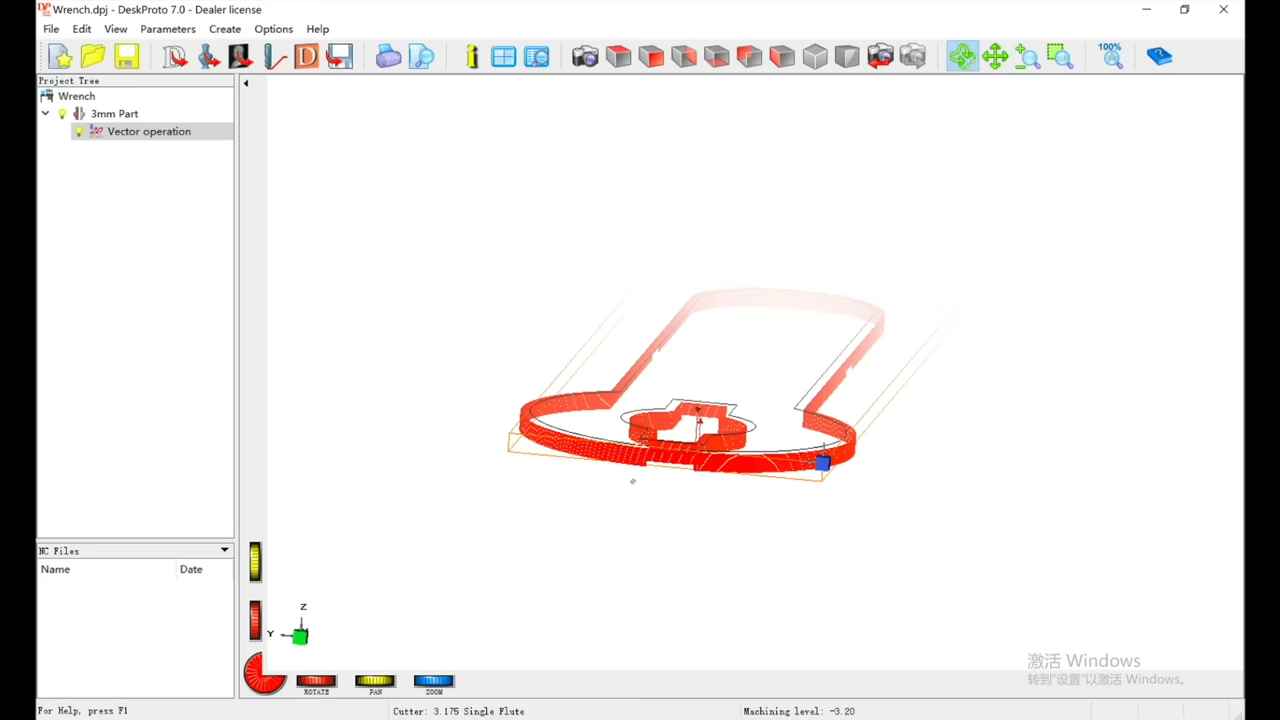 Wrench.dpj - DeskProto 7.0 - Dealer license
File Edit View Parameters Create Options Help
100%
Project Tree
Wrench
3mm Part
Vector operation
NC Files
Name Date
Z
Y
ROTATE PAN ZOOM
激活 Windows
转到"设置"以激活 Windows。
For Help, press F1 Cutter: 3.175 Single Flute Machining level: -3.20